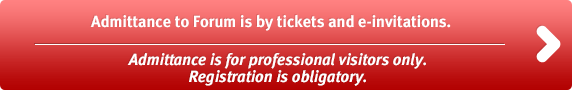 Admittance to Forum is by tickets and e-invitations.
Admittance is for professional visitors only.
Registration is obligatory.